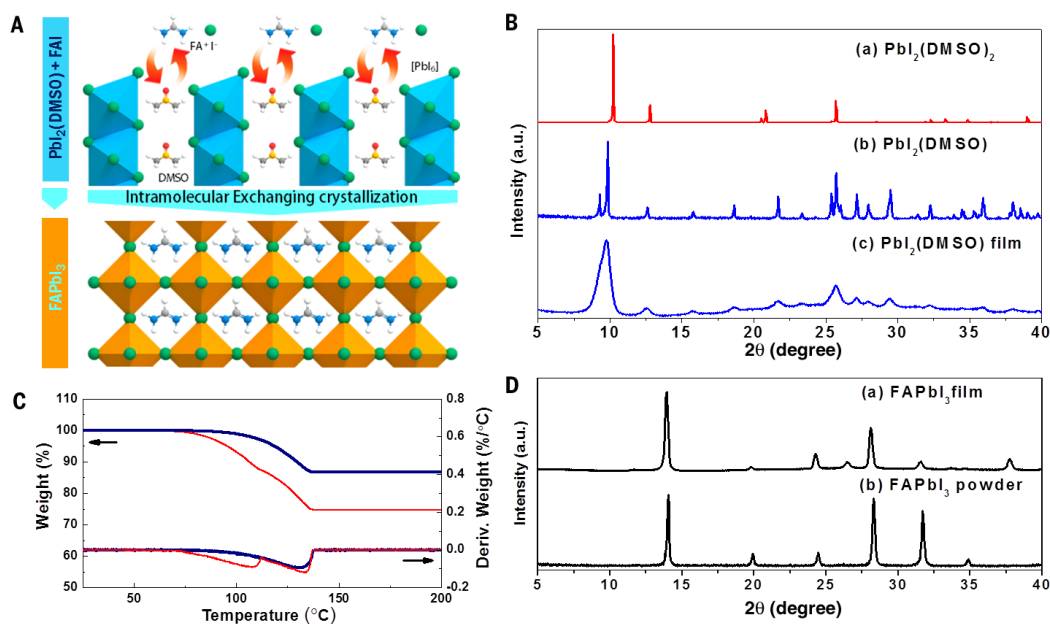 A
PbI2(DMSO) + FAI
FA+ I-
[PbI6]
DMSO
Intramolecular Exchanging crystallization
FAPbI3
B
(a) PbI2(DMSO)2
(b) PbI2(DMSO)
(c) PbI2(DMSO) film
Intensity (a.u.)
5 10 15 20 25 30 35 40
2θ (degree)
C
110
100
90
80
70
60
50
Weight (%)
0.8
0.6
0.4
0.2
0.0
-0.2
Deriv. Weight (%/°C)
50 100 150 200
Temperature (°C)
D
(a) FAPbI3film
(b) FAPbI3 powder
Intensity (a.u.)
5 10 15 20 25 30 35 40
2θ (degree)